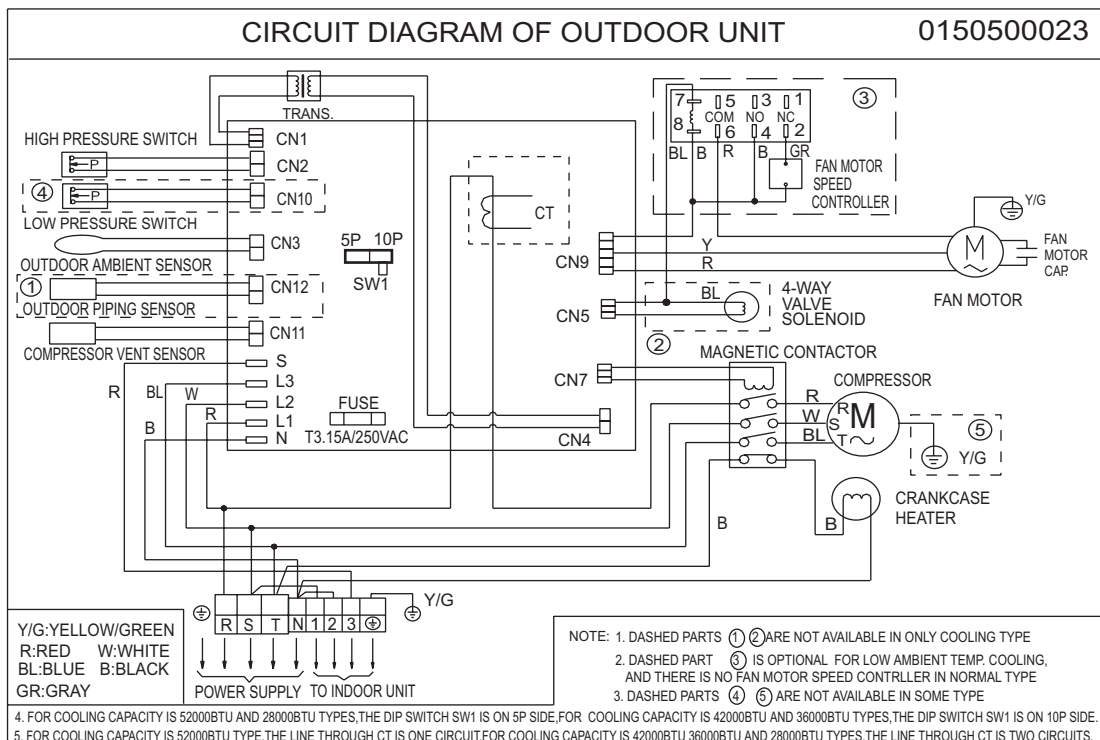 CIRCUIT DIAGRAM OF OUTDOOR UNIT 0150500023
TRANS.
HIGH PRESSURE SWITCH
P
④
P
LOW PRESSURE SWITCH
OUTDOOR AMBIENT SENSOR
①
OUTDOOR PIPING SENSOR
COMPRESSOR VENT SENSOR
CN1
CN2
CN10
CN3
CN12
CN11
S
L3
L2
L1
N
R
BL
W
R
B
5P 10P
SW1
FUSE
T3.15A/250VAC
CT
CN9
CN5
CN7
CN4
③
7 5 3 1
COM NO NC
8 6 4 2
BL B R B GR
FAN MOTOR
SPEED
CONTROLLER
Y
R
M
Y/G
FAN
MOTOR
CAP.
FAN MOTOR
BL
4-WAY
VALVE
SOLENOID
②
MAGNETIC CONTACTOR
COMPRESSOR
R
W
BL
R
S
T
M
⑤
Y/G
CRANKCASE
HEATER
B
B
Y/G
R S T N 1 2 3
POWER SUPPLY TO INDOOR UNIT
Y/G:YELLOW/GREEN
R:RED W:WHITE
BL:BLUE B:BLACK
GR:GRAY
NOTE: 1. DASHED PARTS ① ② ARE NOT AVAILABLE IN ONLY COOLING TYPE
2. DASHED PART ③ IS OPTIONAL FOR LOW AMBIENT TEMP. COOLING,
AND THERE IS NO FAN MOTOR SPEED CONTRLLER IN NORMAL TYPE
3. DASHED PARTS ④ ⑤ ARE NOT AVAILABLE IN SOME TYPE
4. FOR COOLING CAPACITY IS 52000BTU AND 28000BTU TYPES,THE DIP SWITCH SW1 IS ON 5P SIDE,FOR COOLING CAPACITY IS 42000BTU AND 36000BTU TYPES,THE DIP SWITCH SW1 IS ON 10P SIDE.
5. FOR COOLING CAPACITY IS 52000BTU TYPE,THE LINE THROUGH CT IS ONE CIRCUIT,FOR COOLING CAPACITY IS 42000BTU 36000BTU AND 28000BTU TYPES,THE LINE THROUGH CT IS TWO CIRCUITS.